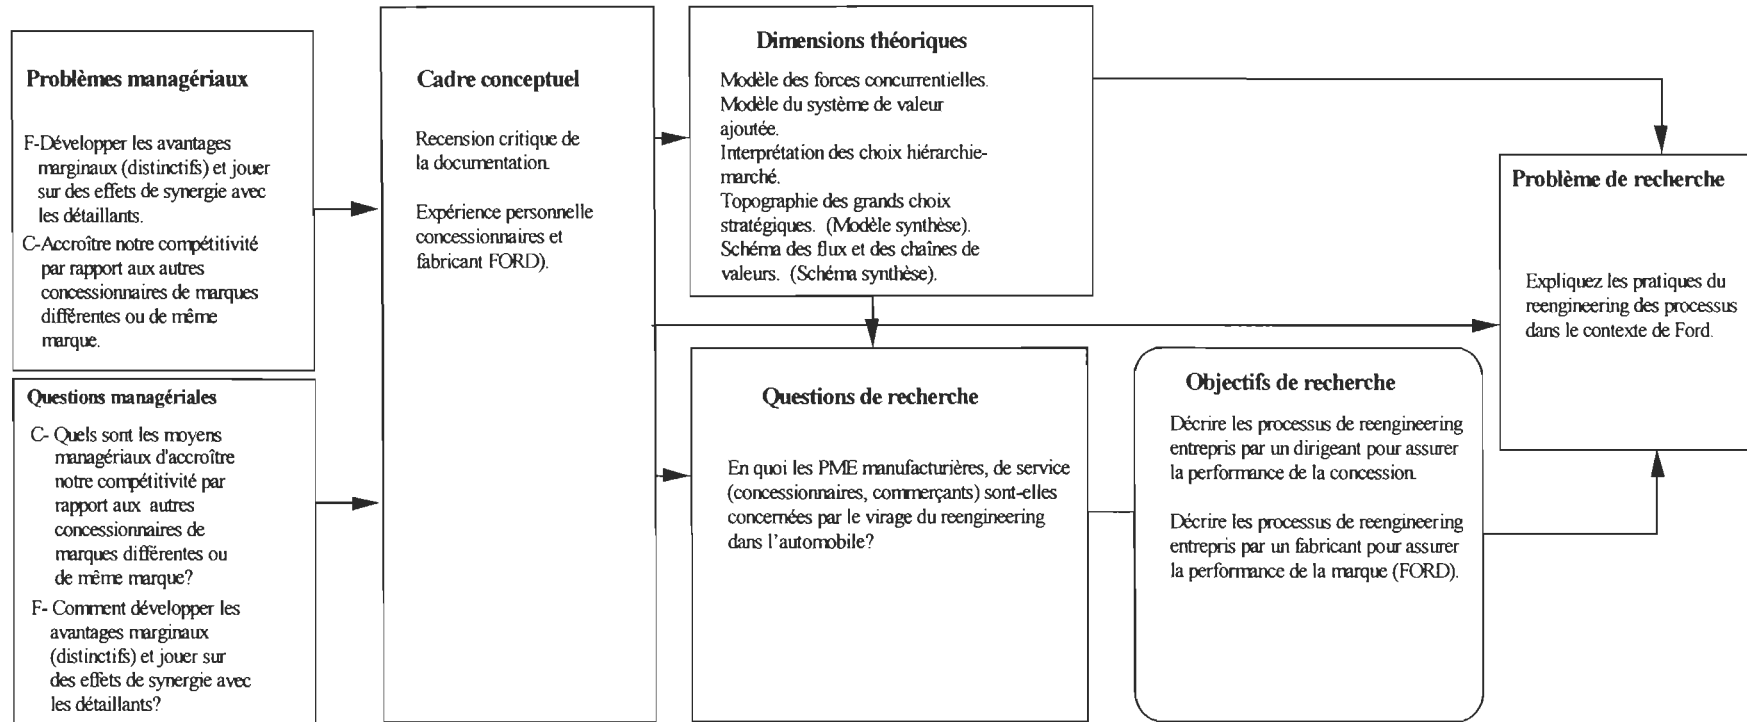 Problèmes managériaux
F-Développer les avantages
marginaux (distinctifs) et jouer
sur des effets de synergie avec
les détaillants.
C-Accroître notre compétitivité
par rapport aux autres
concessionnaires de marques
différentes ou de même
marque.
Questions managériales
C- Quels sont les moyens
managériaux d'accroître
notre compétitivité par
rapport aux autres
concessionnaires de
marques différentes ou
de même marque?
F- Comment développer les
avantages marginaux
(distinctifs) et jouer sur
des effets de synergie avec
les détaillants?
Cadre conceptuel
Recension critique de
la documentation.
Expérience personnelle
concessionnaires et
fabricant FORD).
Dimensions théoriques
Modèle des forces concurrentielles.
Modèle du système de valeur
ajoutée.
Interprétation des choix hiérarchie-
marché.
Topographie des grands choix
stratégiques. (Modèle synthèse).
Schéma des flux et des chaînes de
valeurs. (Schéma synthèse).
Questions de recherche
En quoi les PME manufacturières, de service
(concessionnaires, commerçants) sont-elles
concernées par le virage du reengineering
dans l'automobile?
Objectifs de recherche
Décrire les processus de reengineering
entrepris par un dirigeant pour assurer
la performance de la concession.
Décrire les processus de reengineering
entrepris par un fabricant pour assurer
la performance de la marque (FORD).
Problème de recherche
Expliquez les pratiques du
reengineering des processus
dans le contexte de Ford.